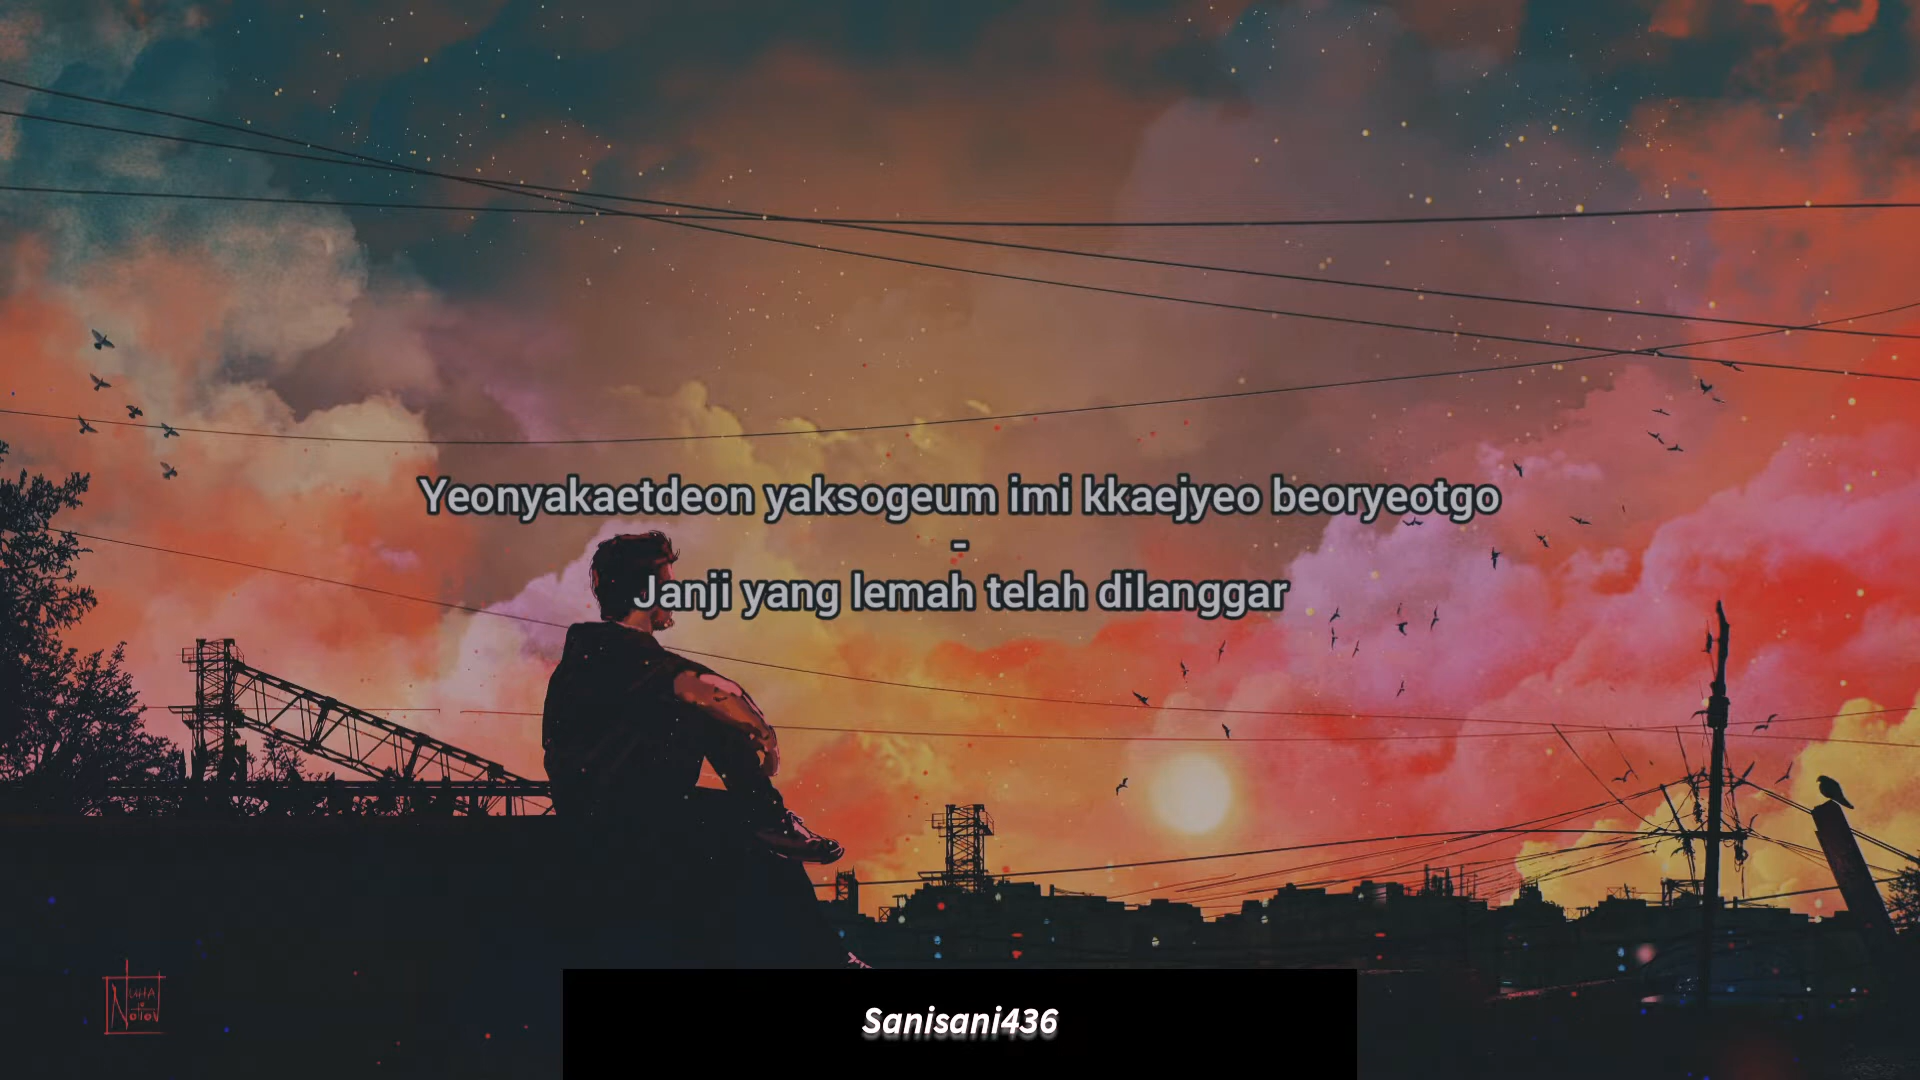 Yeonyakaetdeon yaksogeum imi kkaejyeo beoryeotgo
-
Janji yang lemah telah dilanggar
Sanisani436